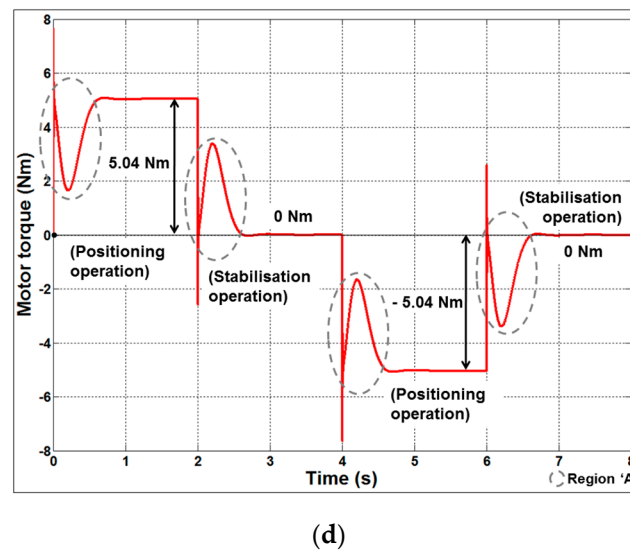 8
6
4
2
0
-2
-4
-6
-8
Motor torque (Nm)
5.04 Nm
(Positioning
operation)
0 Nm
(Stabilisation
operation)
- 5.04 Nm
(Positioning
operation)
(Stabilisation
operation)
0 Nm
0 1 2 3 4 5 6 7 8
Time (s)
Region 'A
(d)